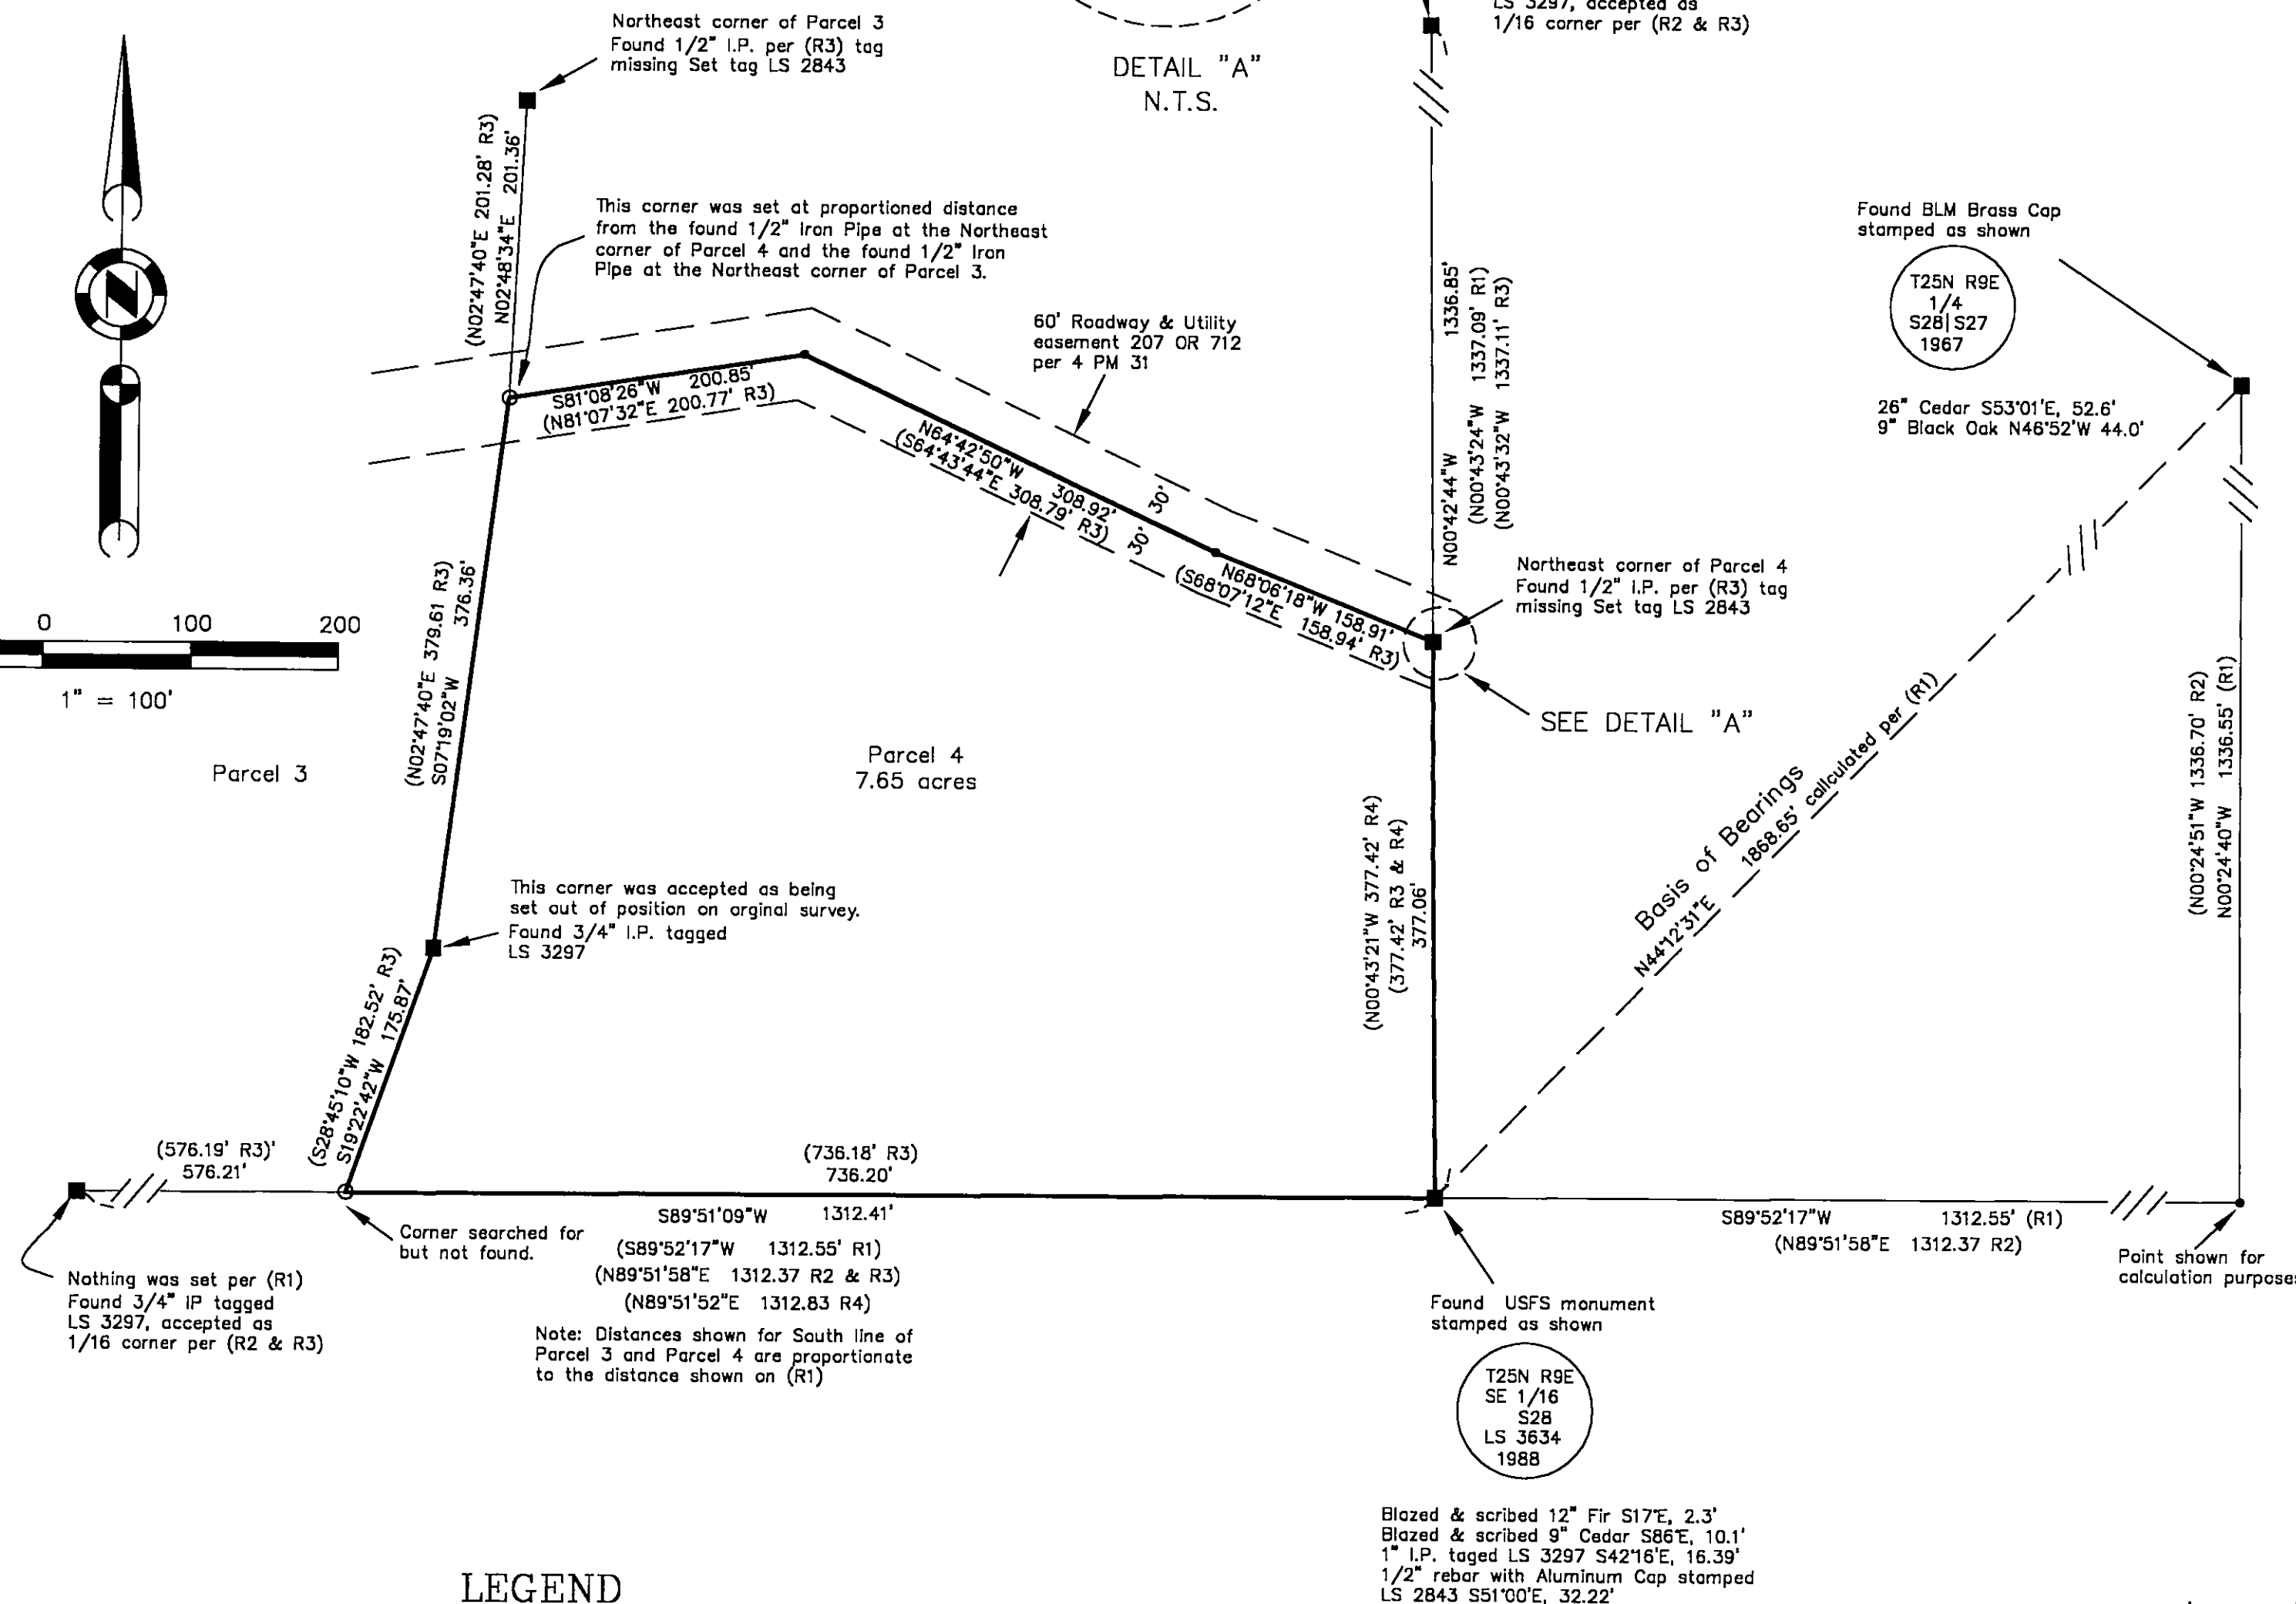 Northeast corner of Parcel 3
Found 1/2" I.P. per (R3) tag
missing Set tag LS 2843
DETAIL "A"
N.T.S.
LS 3297, accepted as
1/16 corner per (R2 & R3)
(N02°47'40"E 201.28' R3)
N02°48'34"E 201.36'
This corner was set at proportioned distance
from the found 1/2" Iron Pipe at the Northeast
corner of Parcel 4 and the found 1/2" Iron
Pipe at the Northeast corner of Parcel 3.
N
60' Roadway & Utility
easement 207 OR 712
per 4 PM 31
S81°08'26"W 200.85'
(N81°07'32"E 200.77' R3)
N64°42'50"W 308.92'
(S64°43'44"E 308.79' R3)
30'
30'
N68°06'18"W 158.91'
(S68°07'12"E 158.94' R3)
N00°42'44"W 1336.85'
(N00°43'24"W 1337.09' R1)
(N00°43'32"W 1337.11' R3)
Found BLM Brass Cap
stamped as shown
T25N R9E
1/4
S28|S27
1967
26" Cedar S53°01'E, 52.6'
9" Black Oak N46°52'W 44.0'
Northeast corner of Parcel 4
Found 1/2" I.P. per (R3) tag
missing Set tag LS 2843
SEE DETAIL "A"
0 100 200
1" = 100'
(N02°47'40"E 379.61 R3)
S07°19'02"W 376.36'
Parcel 3
Parcel 4
7.65 acres
(N00°43'21"W 377.42' R4)
(377.42' R3 & R4)
377.06'
Basis of Bearings
N44°12'31"E 1868.65' callculated per (R1)
(N00°24'51"W 1336.70' R2)
N00°24'40"W 1336.55' (R1)
This corner was accepted as being
set out of position on orginal survey.
Found 3/4" I.P. tagged
LS 3297
(S28°45'10"W 182.52' R3)
S19°22'42"W 175.87'
(576.19' R3)'
576.21'
(736.18' R3)
736.20'
Corner searched for
but not found.
S89°51'09"W 1312.41'
(S89°52'17"W 1312.55' R1)
(N89°51'58"E 1312.37 R2 & R3)
(N89°51'52"E 1312.83 R4)
Note: Distances shown for South line of
Parcel 3 and Parcel 4 are proportionate
to the distance shown on (R1)
Nothing was set per (R1)
Found 3/4" IP tagged
LS 3297, accepted as
1/16 corner per (R2 & R3)
S89°52'17"W 1312.55' (R1)
(N89°51'58"E 1312.37 R2)
Point shown for
calculation purposes
Found USFS monument
stamped as shown
T25N R9E
SE 1/16
S28
LS 3634
1988
Blazed & scribed 12" Fir S17°E, 2.3'
Blazed & scribed 9" Cedar S86°E, 10.1'
1" I.P. taged LS 3297 S42°16'E, 16.39'
1/2" rebar with Aluminum Cap stamped
LS 2843 S51°00'E, 32.22'
LEGEND